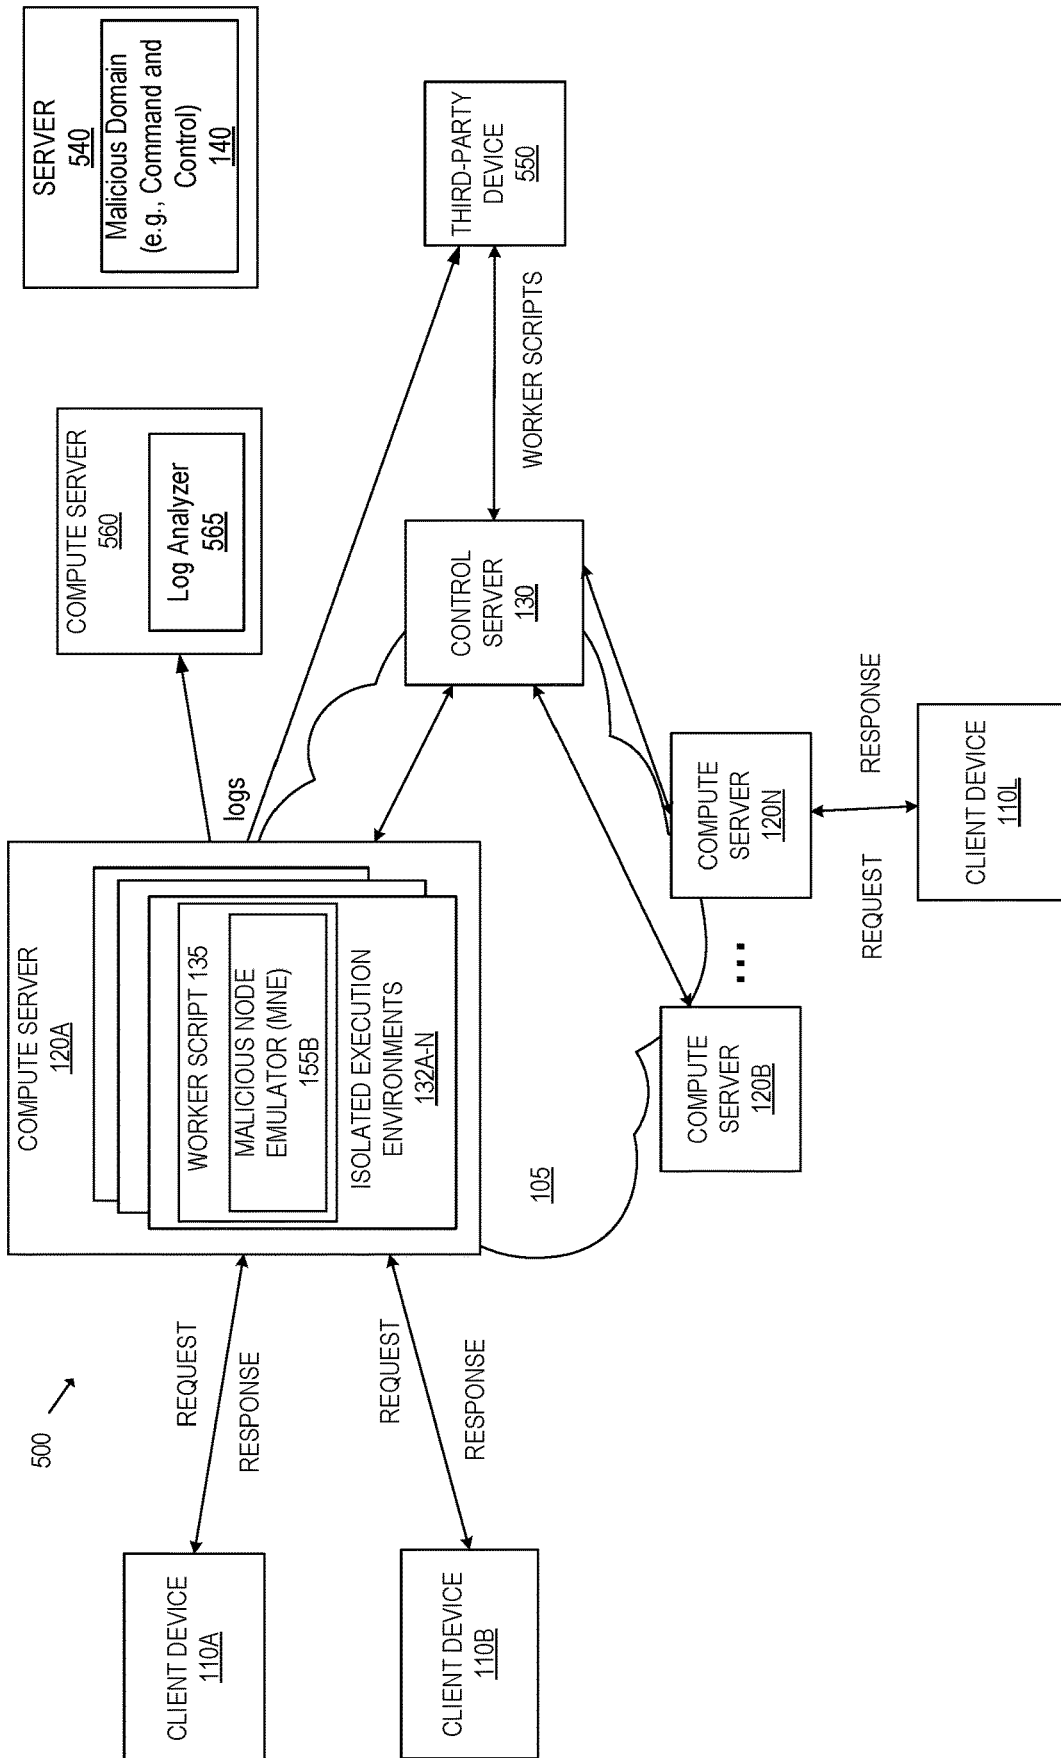 500
CLIENT DEVICE
110A
CLIENT DEVICE
110B
REQUEST
RESPONSE
REQUEST
RESPONSE
COMPUTE SERVER
120A
WORKER SCRIPT 135
MALICIOUS NODE
EMULATOR (MNE)
155B
ISOLATED EXECUTION
ENVIRONMENTS
132A-N
logs
105
COMPUTE SERVER
560
Log Analyzer
565
SERVER
540
Malicious Domain
(e.g., Command and
Control)
140
CONTROL
SERVER
130
WORKER SCRIPTS
THIRD-PARTY
DEVICE
550
COMPUTE
SERVER
120B
...
COMPUTE
SERVER
120N
REQUEST
RESPONSE
CLIENT DEVICE
110L